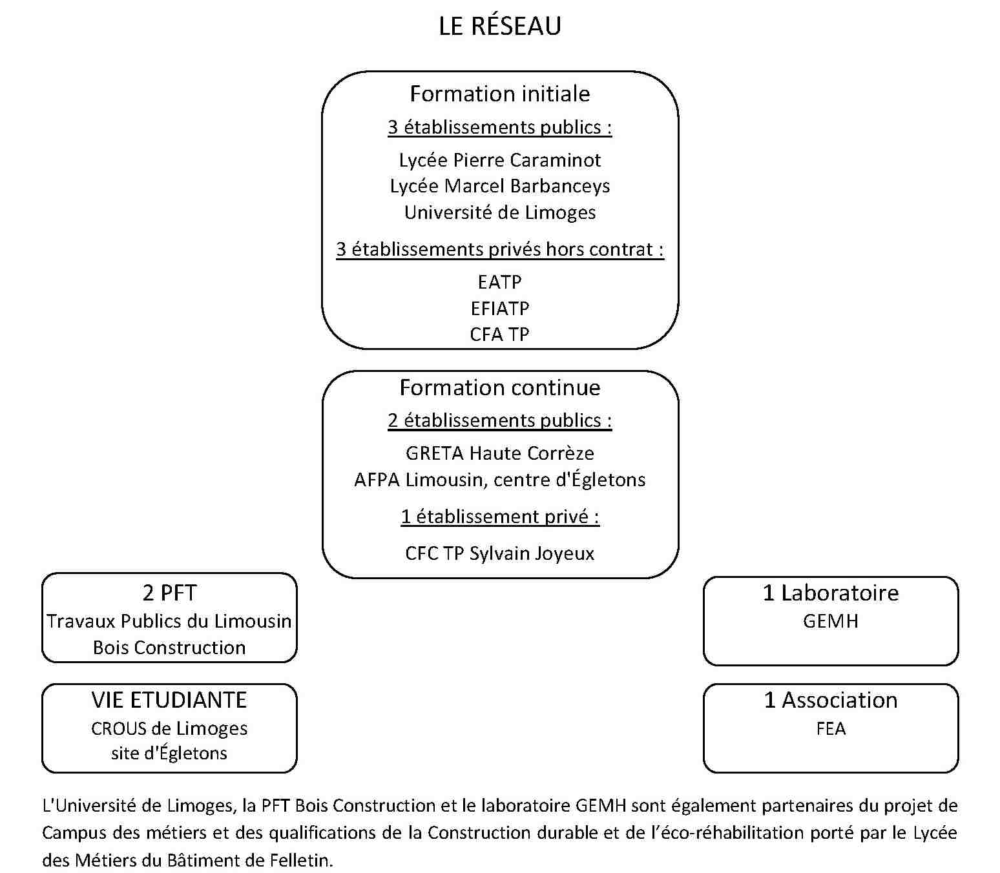 LE RÉSEAU
Formation initiale
3 établissements publics :
Lycée Pierre Caraminot
Lycée Marcel Barbanceys
Université de Limoges
3 établissements privés hors contrat :
EATP
EFIATP
CFA TP
Formation continue
2 établissements publics :
GRETA Haute Corrèze
AFPA Limousin, centre d'Égletons
1 établissement privé :
CFC TP Sylvain Joyeux
2 PFT
Travaux Publics du Limousin
Bois Construction
1 Laboratoire
GEMH
VIE ETUDIANTE
CROUS de Limoges
site d'Égletons
1 Association
FEA
L'Université de Limoges, la PFT Bois Construction et le laboratoire GEMH sont également partenaires du projet de
Campus des métiers et des qualifications de la Construction durable et de l’éco-réhabilitation porté par le Lycée
des Métiers du Bâtiment de Felletin.